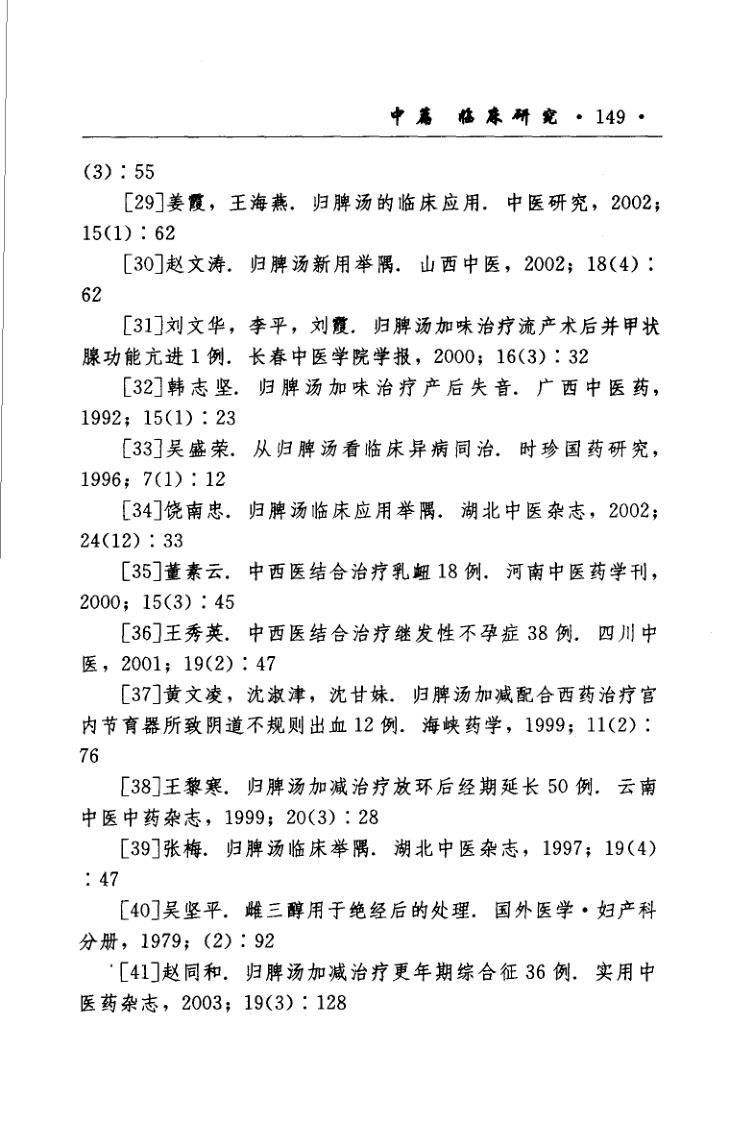 中篇 临床研究·149·
(3)：55
[29]姜霞，王海燕. 归脾汤的临床应用. 中医研究，2002；
15(1)：62
[30]赵文涛. 归脾汤新用举隅. 山西中医，2002；18(4)：
62
[31]刘文华，李平，刘霞. 归脾汤加味治疗流产术后并甲状
腺功能亢进1例. 长春中医学院学报，2000；16(3)：32
[32]韩志坚. 归脾汤加味治疗产后失音. 广西中医药，
1992；15(1)：23
[33]吴盛荣. 从归脾汤看临床异病同治. 时珍国药研究，
1996；7(1)：12
[34]饶南忠. 归脾汤临床应用举隅. 湖北中医杂志，2002；
24(12)：33
[35]董素云. 中西医结合治疗乳衄18例. 河南中医药学刊，
2000；15(3)：45
[36]王秀英. 中西医结合治疗继发性不孕症38例. 四川中
医，2001；19(2)：47
[37]黄文凌，沈淑津，沈甘妹. 归脾汤加减配合西药治疗宫
内节育器所致阴道不规则出血12例. 海峡药学，1999；11(2)：
76
[38]王黎寒. 归脾汤加减治疗放环后经期延长50例. 云南
中医中药杂志，1999；20(3)：28
[39]张梅. 归脾汤临床举隅. 湖北中医杂志，1997；19(4)
：47
[40]吴坚平. 雌三醇用于绝经后的处理. 国外医学·妇产科
分册，1979；(2)：92
[41]赵同和. 归脾汤加减治疗更年期综合征36例. 实用中
医药杂志，2003；19(3)：128